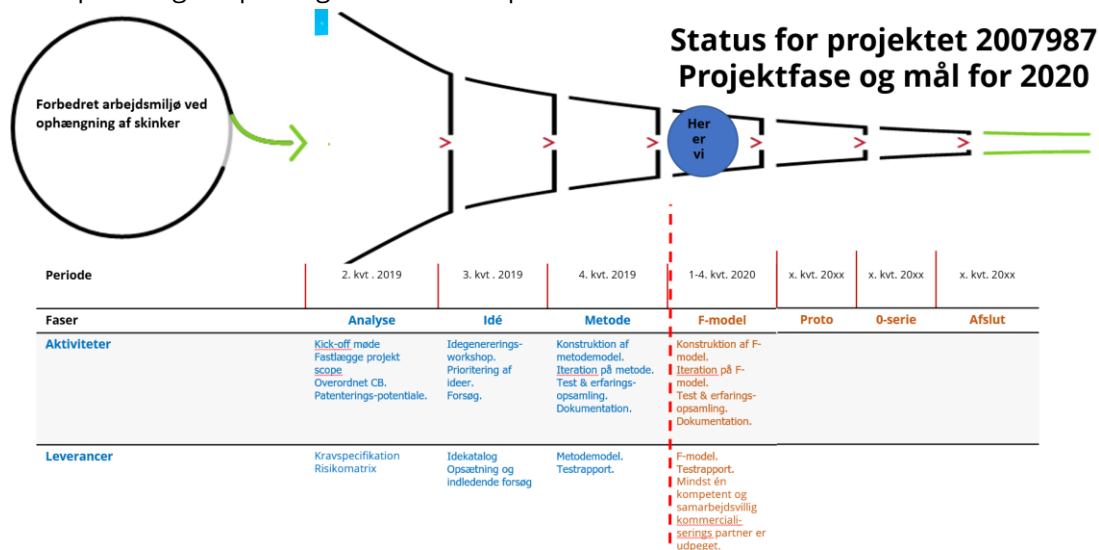 Status for projektet 2007987
Projektfase og mål for 2020
Forbedret arbejdsmiljø ved
ophængning af skinker
Her
er
vi
Periode
2. kvt . 2019
3. kvt . 2019
4. kvt. 2019
1-4. kvt. 2020
x. kvt. 20xx
x. kvt. 20xx
x. kvt. 20xx
Faser
Analyse
Idé
Metode
F-model
Proto
0-serie
Afslut
Aktiviteter
Kick-off møde
Fastlægge projekt
scope
Overordnet CB.
Patenterings-potentiale.
Idegenererings-
workshop.
Prioritering af
ideer.
Forsøg.
Konstruktion af
metodemodel.
Iteration på metode.
Test & erfarings-
opsamling.
Dokumentation.
Konstruktion af F-
model.
Iteration på F-
model.
Test & erfarings-
opsamling.
Dokumentation.
Leverancer
Kravspecifikation
Risikomatrix
Idekatalog
Opsætning og
indledende forsøg
Metodemodel.
Testrapport.
F-model.
Testrapport.
Mindst én
kompetent og
samarbejdsvillig
kommerciali-
serings partner er
udpeget.